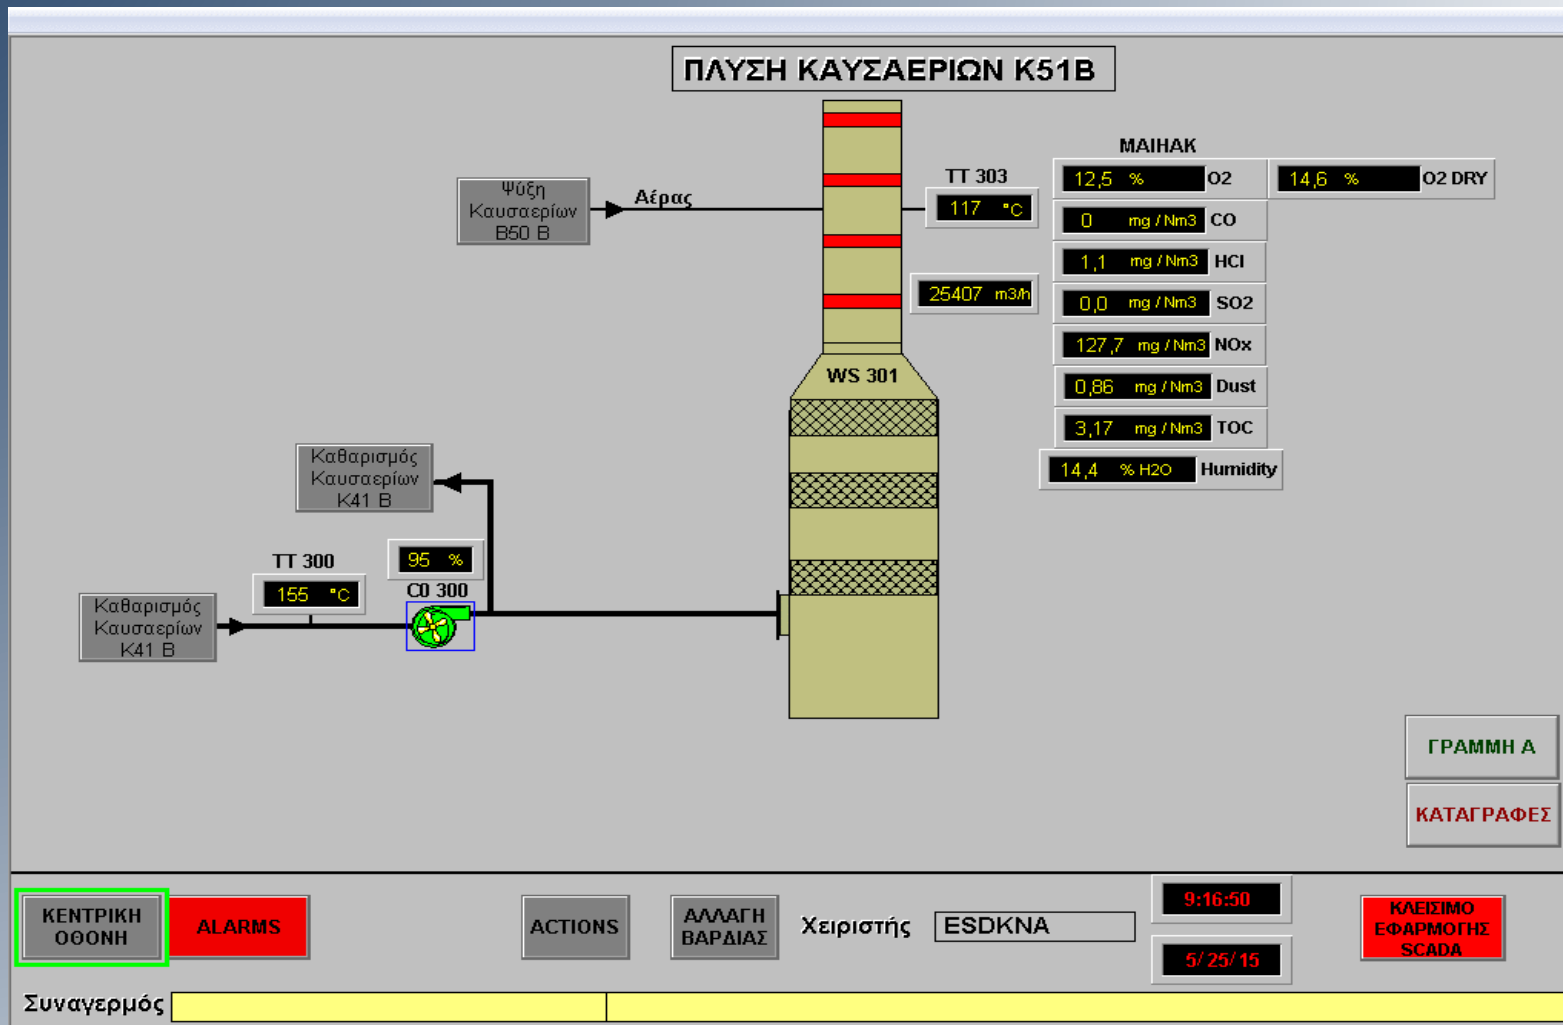 ΠΛΥΣΗ ΚΑΥΣΑΕΡΙΩΝ Κ51Β
MAIHAK
Ψύξη
Καυσαερίων
Β50 Β
Αέρας
TT 303
117 °C
12,5 % O2
14,6 % O2 DRY
0 mg / Nm3 CO
1,1 mg / Nm3 HCl
25407 m3/h
0,0 mg / Nm3 SO2
127,7 mg / Nm3 NOx
WS 301
0,86 mg / Nm3 Dust
3,17 mg / Nm3 TOC
14,4 % H2O Humidity
Καθαρισμός
Καυσαερίων
Κ41 Β
TT 300
155 °C
95 %
C0 300
Καθαρισμός
Καυσαερίων
Κ41 Β
ΓΡΑΜΜΗ Α
ΚΑΤΑΓΡΑΦΕΣ
ΚΕΝΤΡΙΚΗ
ΟΘΟΝΗ
ALARMS
ACTIONS
ΑΛΛΑΓΗ
ΒΑΡΔΙΑΣ
Χειριστής
ESDKNA
9:16:50
5/ 25/ 15
ΚΛΕΙΣΙΜΟ
ΕΦΑΡΜΟΓΗΣ
SCADA
Συναγερμός